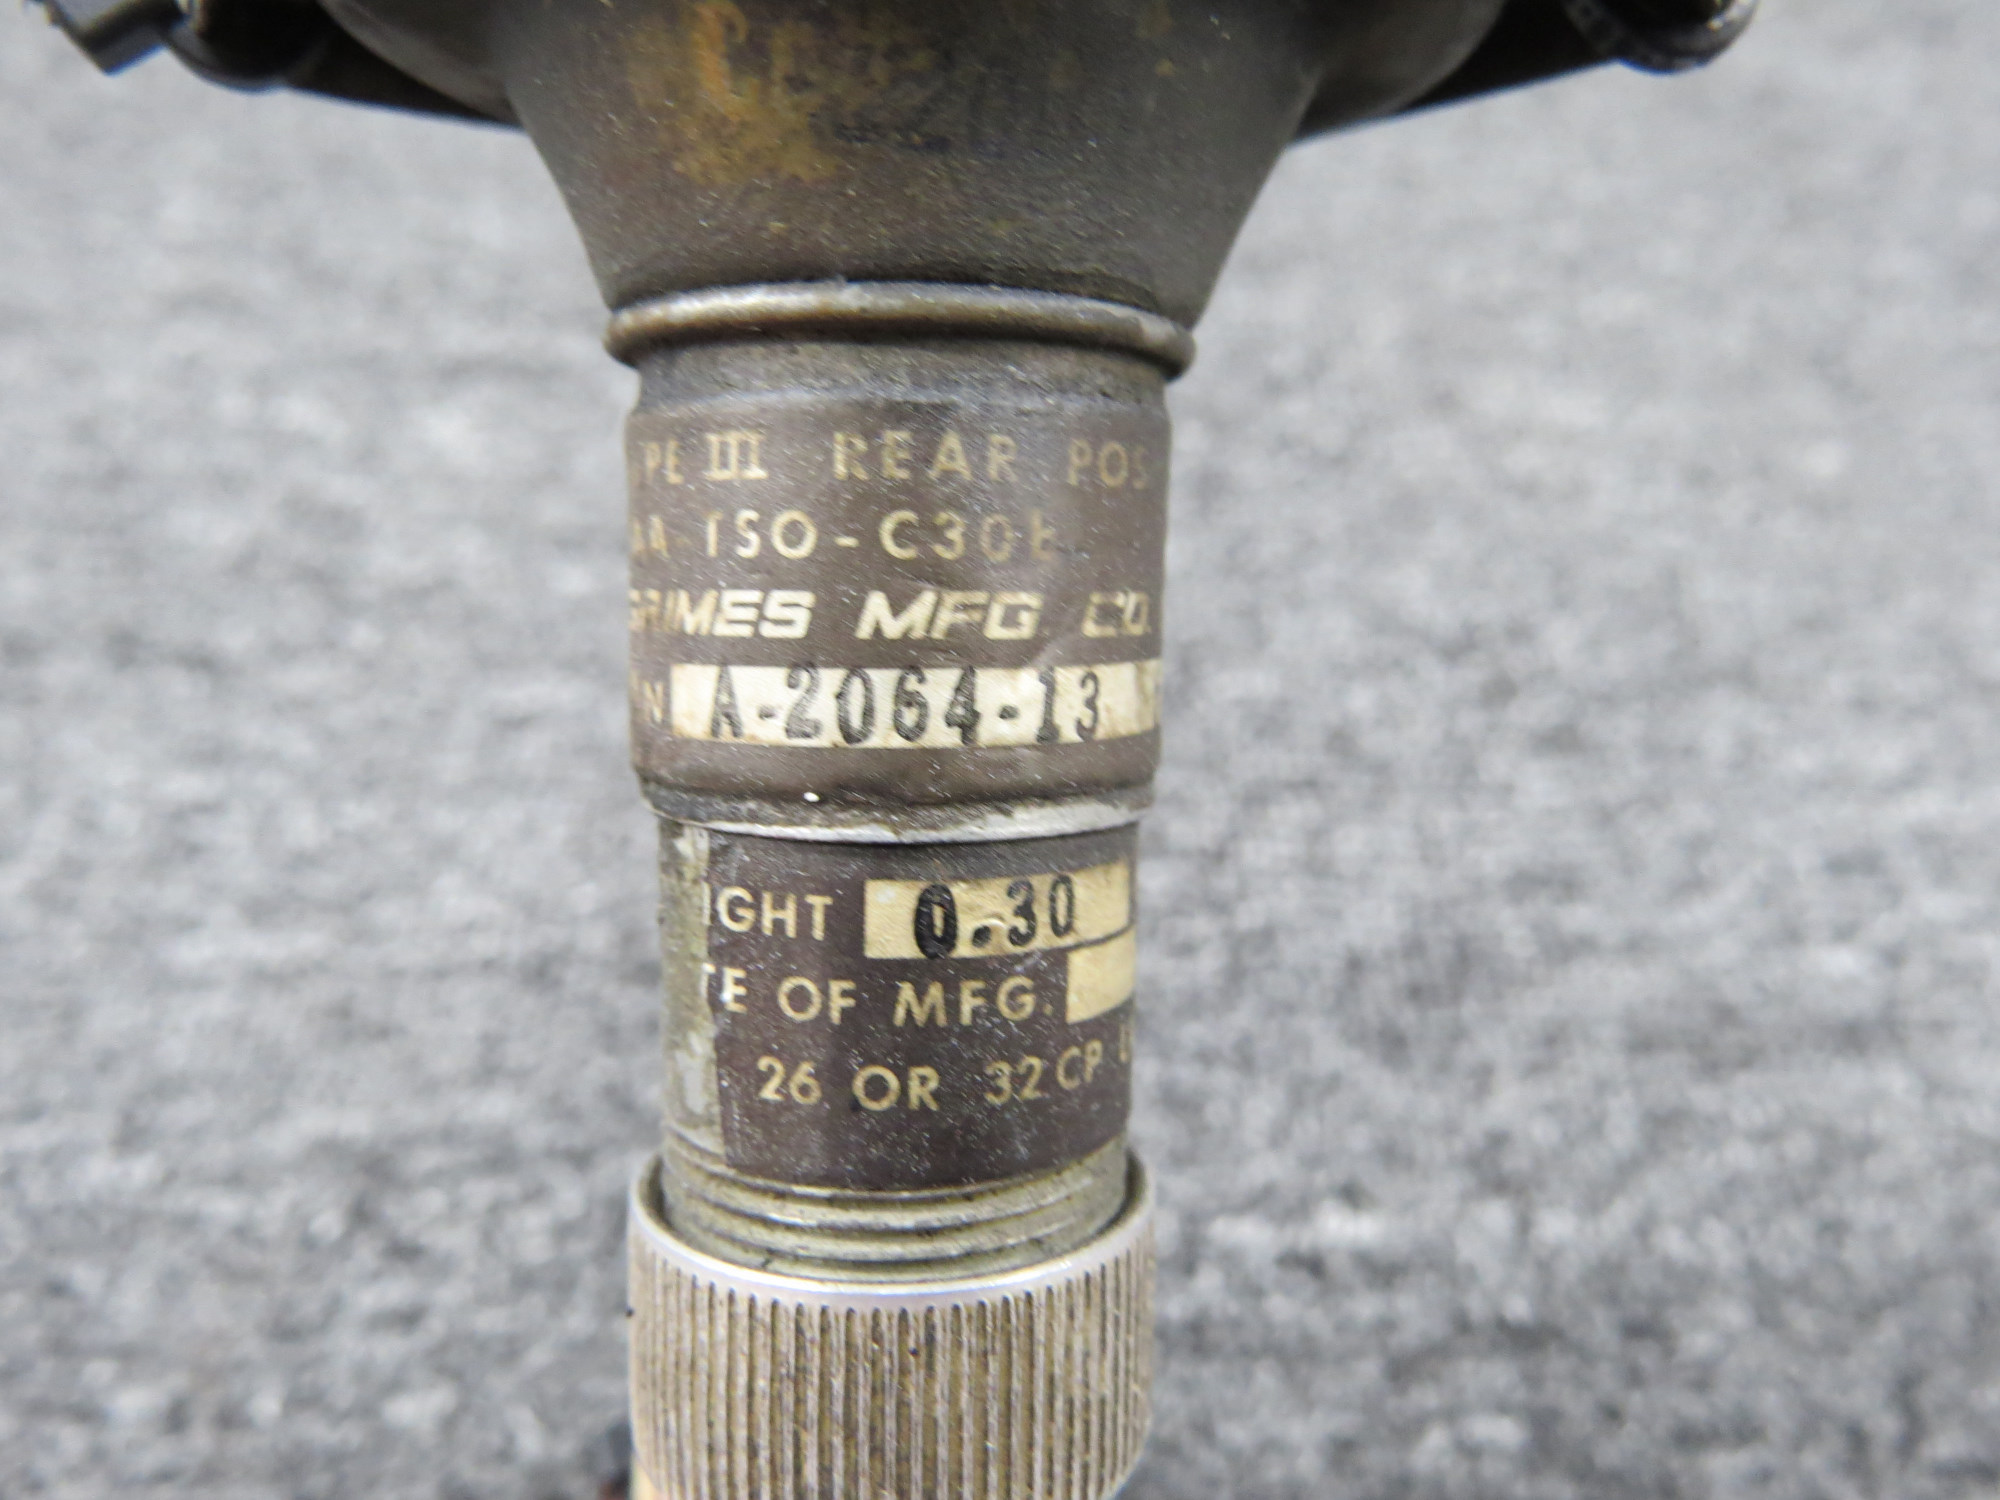 PE III REAR POS
AA-TSO-C30b
GRIMES MFG. CO.
N A-2064-13
IGHT 0.30
TE OF MFG.
26 OR 32 CP